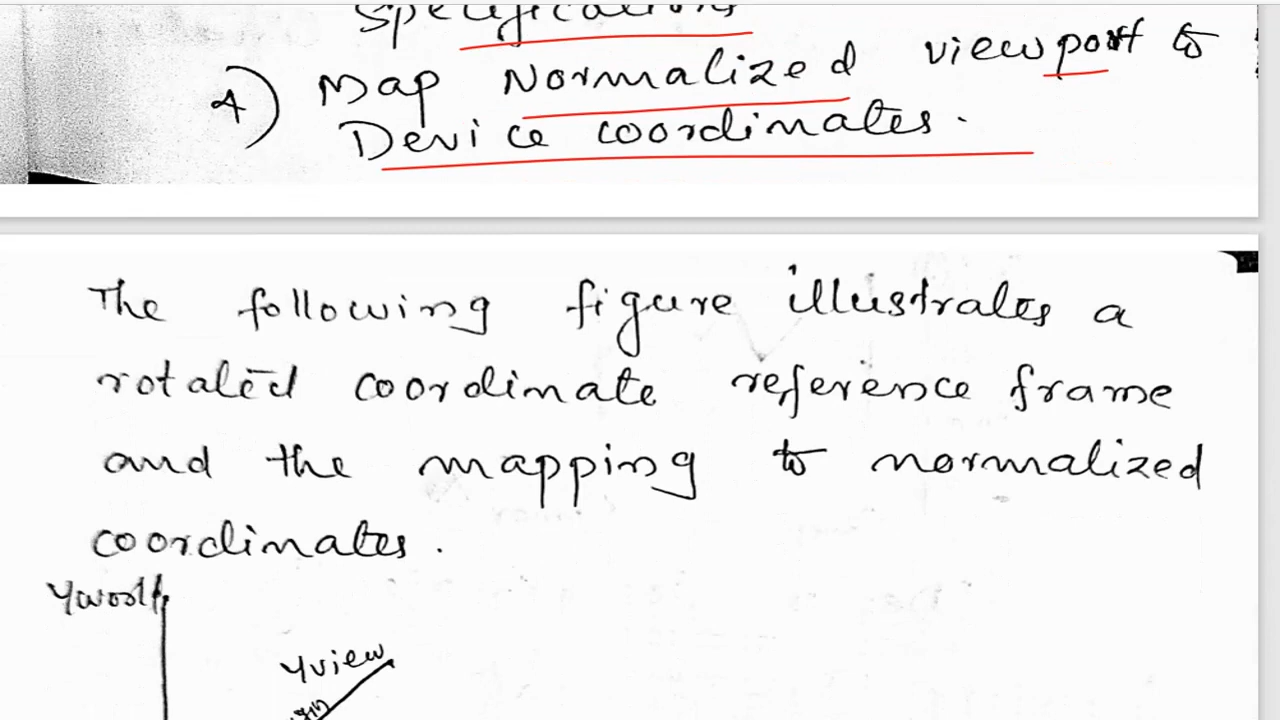 Specifications
4) Map Normalized viewport to
Device coordinates.
The following figure illustrates a
rotated coordinate reference frame
and the mapping to normalized
coordinates.
Yworld
Yview